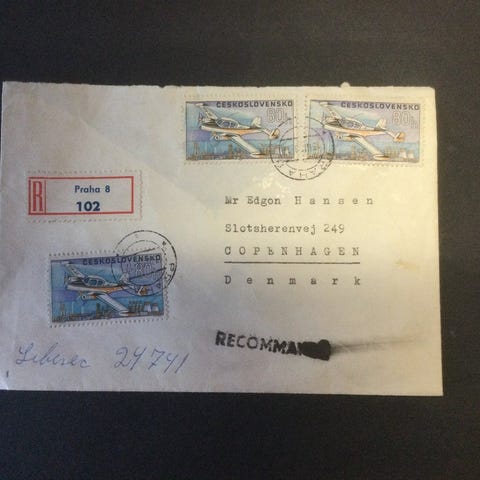 ČESKOSLOVENSKO
60h
ČESKOSLOVENSKO
60h
R
Praha 8
102
Mr Edgon Hansen
Slotsherenvej 249
COPENHAGEN
Denmark
ČESKOSLOVENSKO
RECOMMAN
Liberec 24741